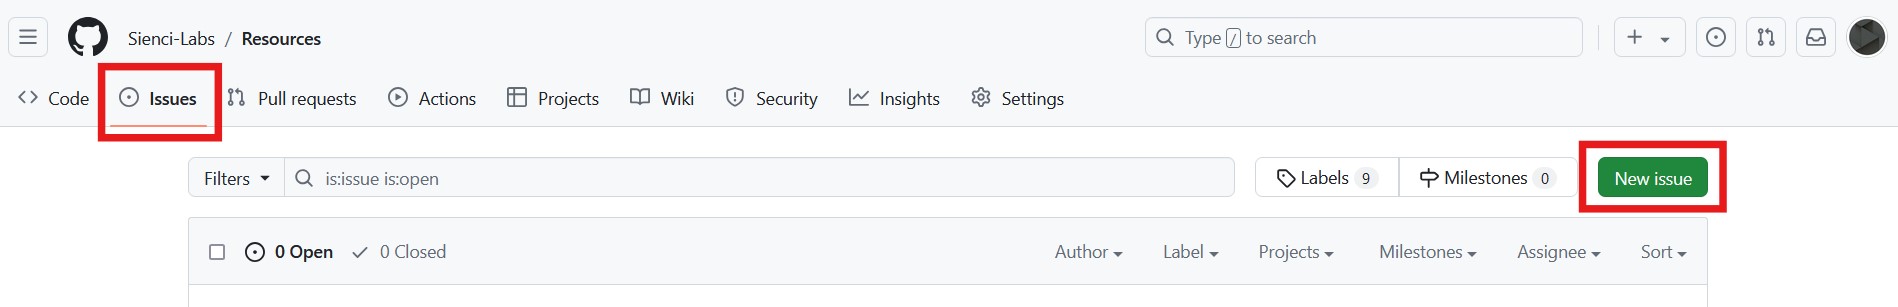 Sienci-Labs / Resources Type / to search
Code Issues Pull requests Actions Projects Wiki Security Insights Settings
Filters is:issue is:open Labels 9 Milestones 0 New issue
0 Open 0 Closed Author Label Projects Milestones Assignee Sort